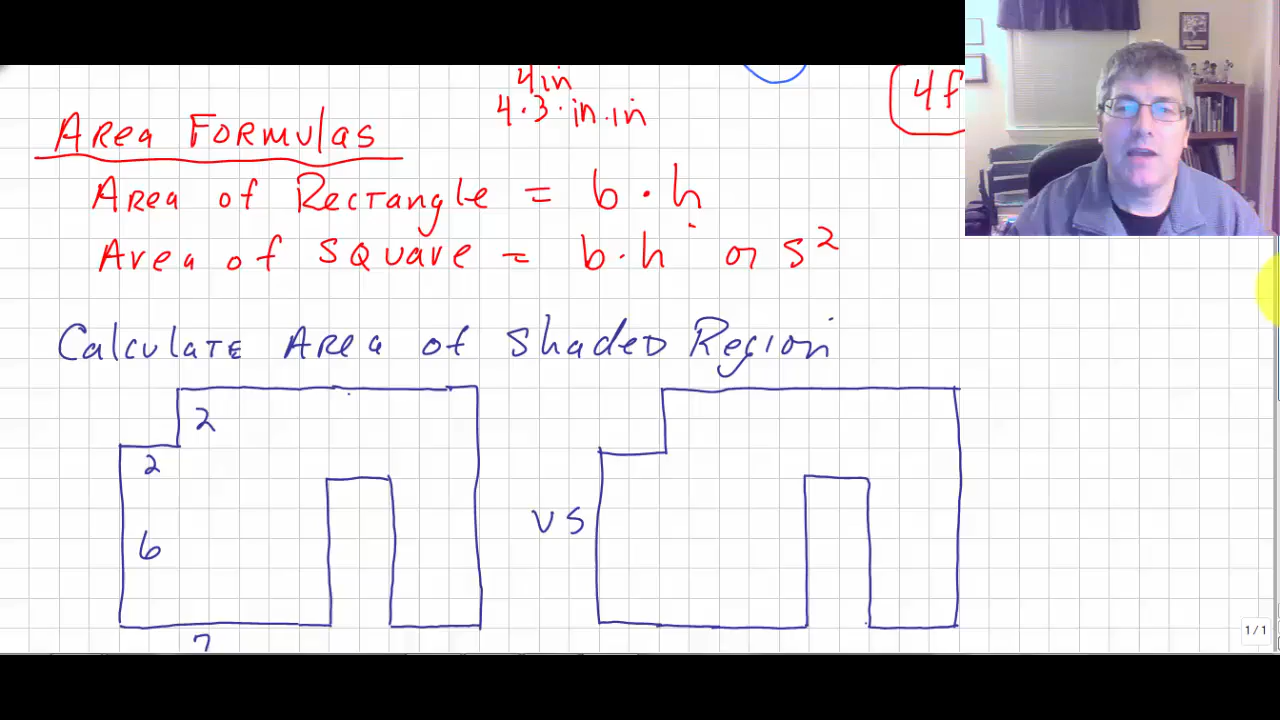 4in
4·3·in·in
4f
Area Formulas
Area of Rectangle = b·h
Area of square = b·h or s²
Calculate Area of Shaded Region
2
2
6
VS
7
1/1